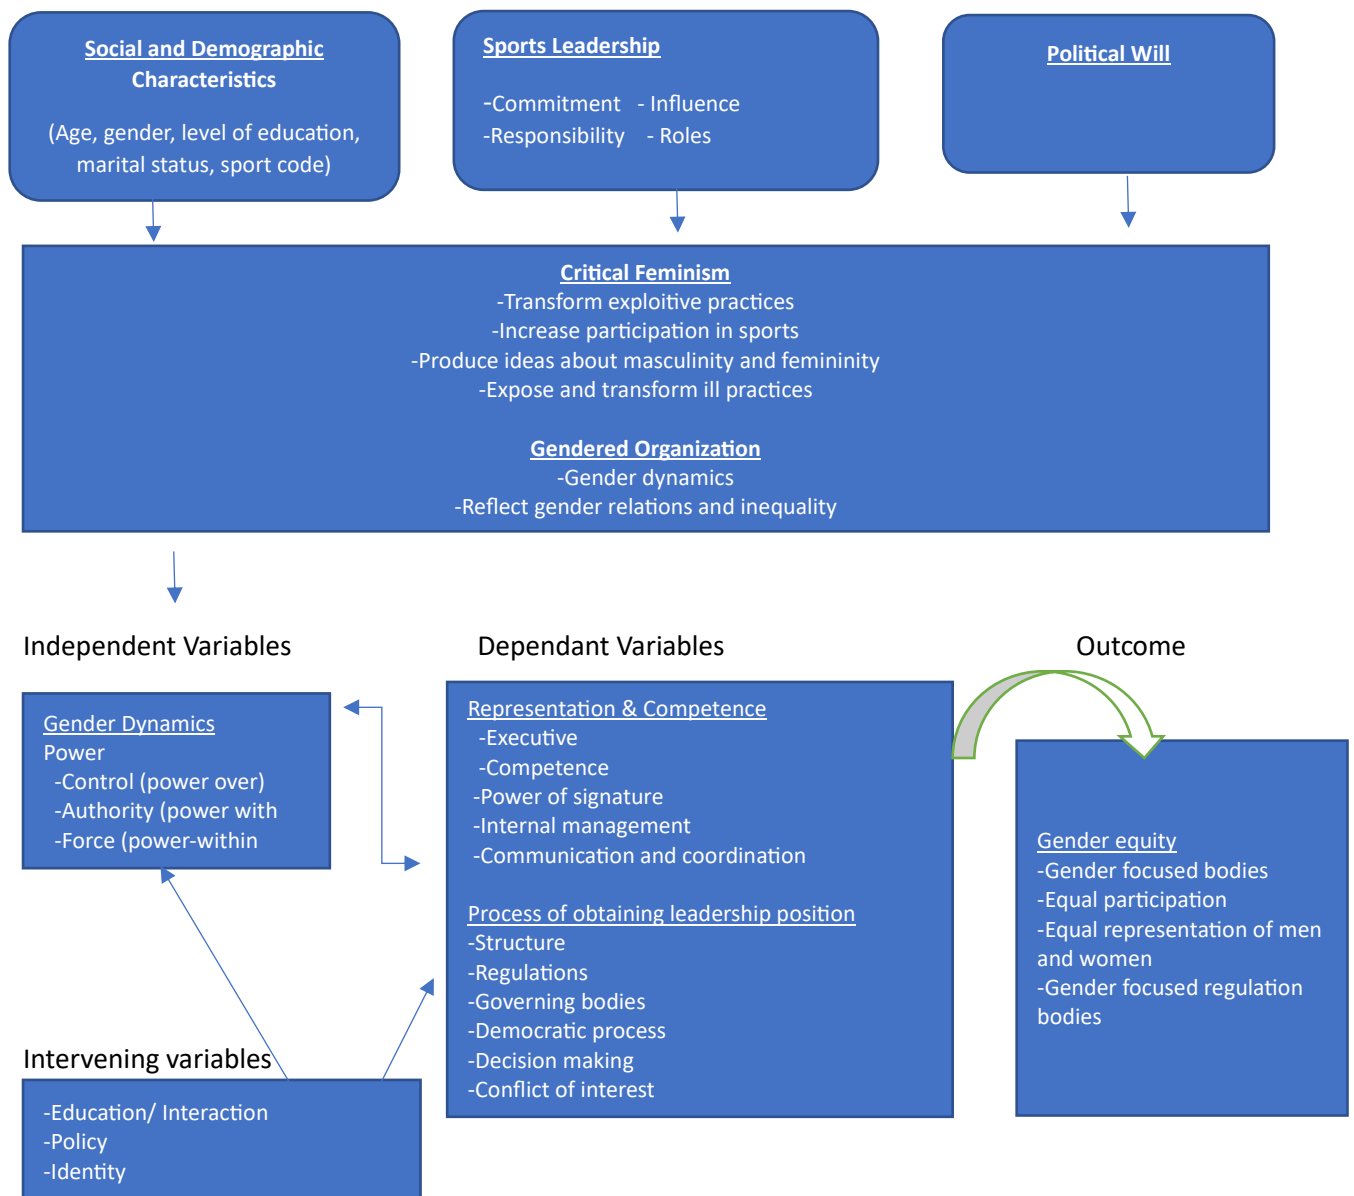 Social and Demographic
Characteristics
(Age, gender, level of education,
marital status, sport code)
Sports Leadership
-Commitment - Influence
-Responsibility - Roles
Political Will
Critical Feminism
-Transform exploitive practices
-Increase participation in sports
-Produce ideas about masculinity and femininity
-Expose and transform ill practices
Gendered Organization
-Gender dynamics
-Reflect gender relations and inequality
Independent Variables
Gender Dynamics
Power
-Control (power over)
-Authority (power with
-Force (power-within
Intervening variables
-Education/ Interaction
-Policy
-Identity
Dependant Variables
Representation & Competence
-Executive
-Competence
-Power of signature
-Internal management
-Communication and coordination
Process of obtaining leadership position
-Structure
-Regulations
-Governing bodies
-Democratic process
-Decision making
-Conflict of interest
Outcome
Gender equity
-Gender focused bodies
-Equal participation
-Equal representation of men
and women
-Gender focused regulation
bodies